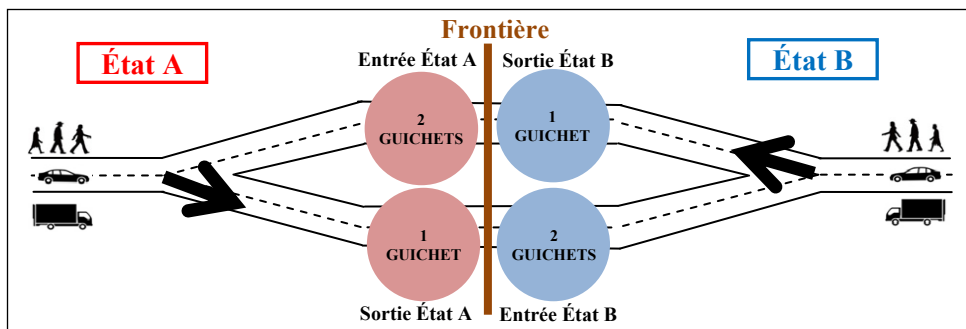 Frontière
État A
État B
Entrée État A
Sortie État B
2
GUICHETS
1
GUICHET
1
GUICHET
2
GUICHETS
Sortie État A
Entrée État B